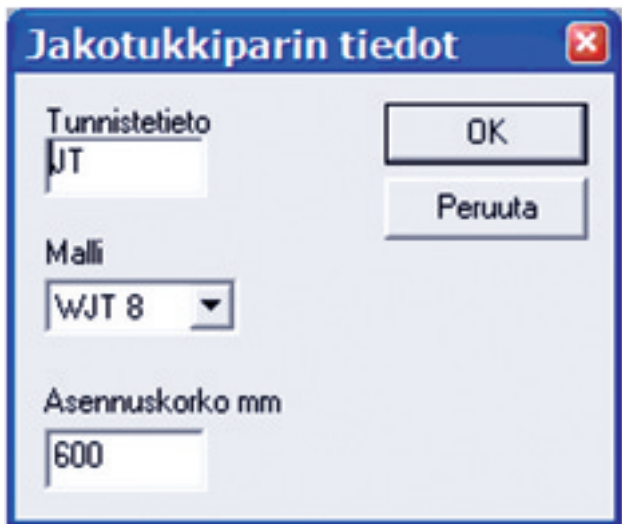 Jakotukkiparin tiedot
Tunnistetieto
JT
OK
Peruuta
Malli
WJT 8
Asennuskorko mm
600